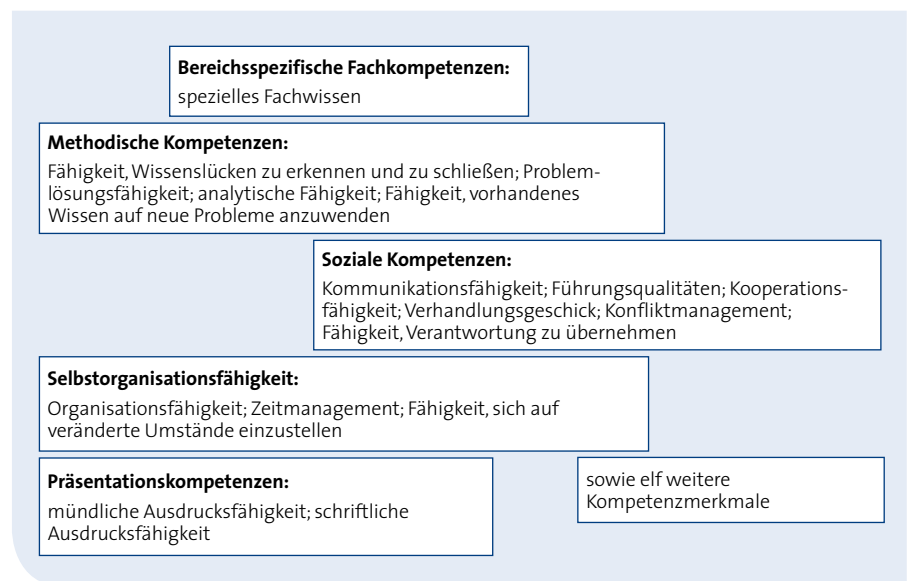 Bereichsspezifische Fachkompetenzen:
spezielles Fachwissen
Methodische Kompetenzen:
Fähigkeit, Wissenslücken zu erkennen und zu schließen; Problem-
lösungsfähigkeit; analytische Fähigkeit; Fähigkeit, vorhandenes
Wissen auf neue Probleme anzuwenden
Soziale Kompetenzen:
Kommunikationsfähigkeit; Führungsqualitäten; Kooperations-
fähigkeit; Verhandlungsgeschick; Konfliktmanagement;
Fähigkeit, Verantwortung zu übernehmen
Selbstorganisationsfähigkeit:
Organisationsfähigkeit; Zeitmanagement; Fähigkeit, sich auf
veränderte Umstände einzustellen
Präsentationskompetenzen:
mündliche Ausdrucksfähigkeit; schriftliche
Ausdrucksfähigkeit
sowie elf weitere
Kompetenzmerkmale